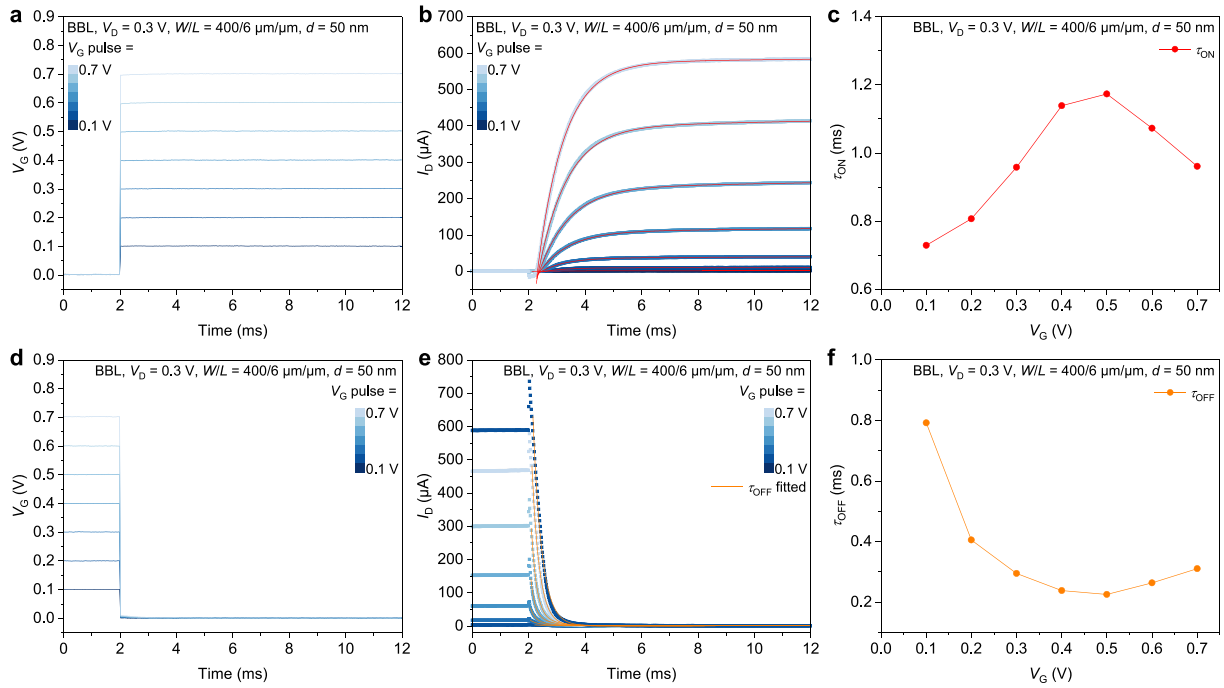 a
BBL, V_D = 0.3 V, W/L = 400/6 µm/µm, d = 50 nm
V_G pulse =
0.7 V
0.1 V
0.9
0.8
0.7
0.6
0.5
0.4
0.3
0.2
0.1
0.0
V_G (V)
0 2 4 6 8 10 12
Time (ms)
b
BBL, V_D = 0.3 V, W/L = 400/6 µm/µm, d = 50 nm
V_G pulse =
0.7 V
0.1 V
700
600
500
400
300
200
100
0
-100
I_D (µA)
0 2 4 6 8 10 12
Time (ms)
c
BBL, V_D = 0.3 V, W/L = 400/6 µm/µm, d = 50 nm
τ_ON
1.4
1.2
1.0
0.8
0.6
τ_ON (ms)
0.0 0.1 0.2 0.3 0.4 0.5 0.6 0.7
V_G (V)
d
BBL, V_D = 0.3 V, W/L = 400/6 µm/µm, d = 50 nm
V_G pulse =
0.7 V
0.1 V
0.9
0.8
0.7
0.6
0.5
0.4
0.3
0.2
0.1
0.0
V_G (V)
0 2 4 6 8 10 12
Time (ms)
e
BBL, V_D = 0.3 V, W/L = 400/6 µm/µm, d = 50 nm
V_G pulse =
0.7 V
0.1 V
τ_OFF fitted
800
700
600
500
400
300
200
100
0
I_D (µA)
0 2 4 6 8 10 12
Time (ms)
f
BBL, V_D = 0.3 V, W/L = 400/6 µm/µm, d = 50 nm
τ_OFF
1.0
0.8
0.6
0.4
0.2
τ_OFF (ms)
0.0 0.1 0.2 0.3 0.4 0.5 0.6 0.7
V_G (V)